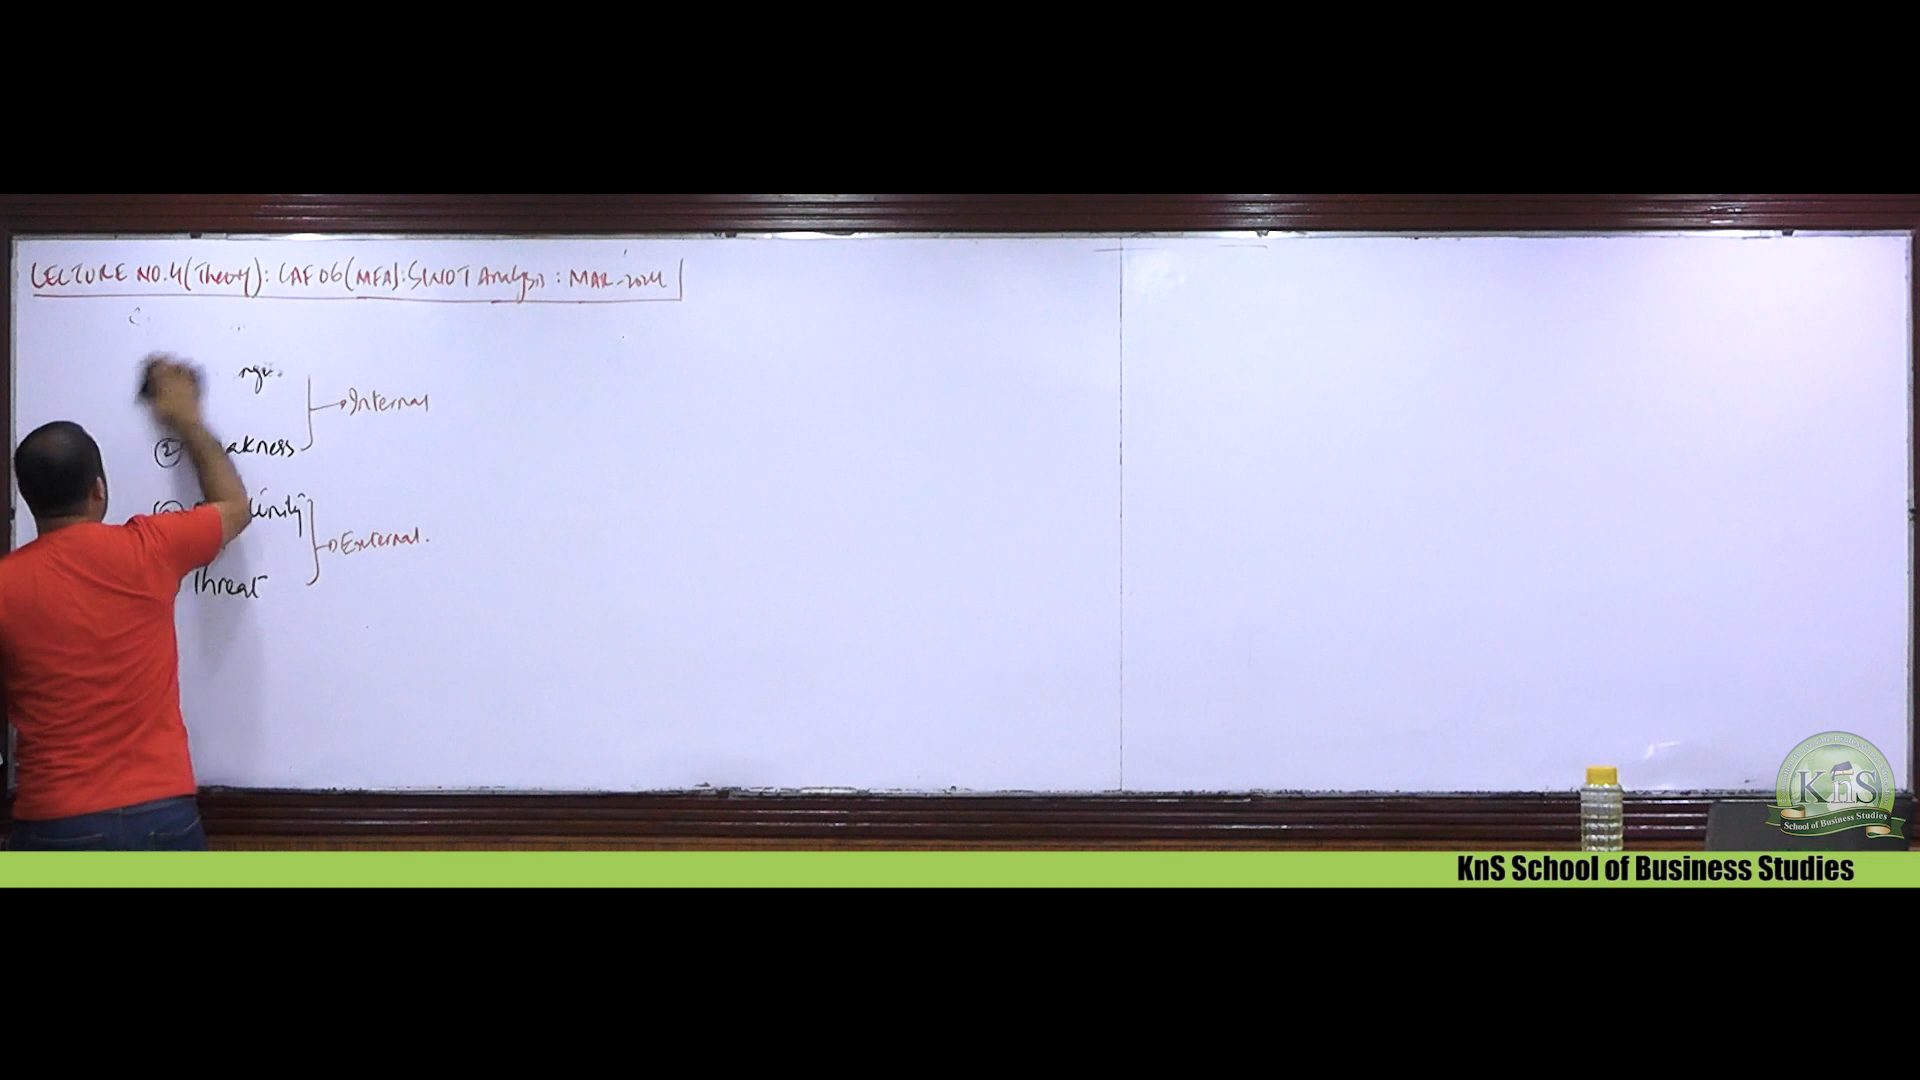 LECTURE NO.4(Theory): CAF 06(MFA):SWOT Analysis : MAR-2024
→Internal
② akness
→External.
Threat
KnS
School of Business Studies
KnS School of Business Studies